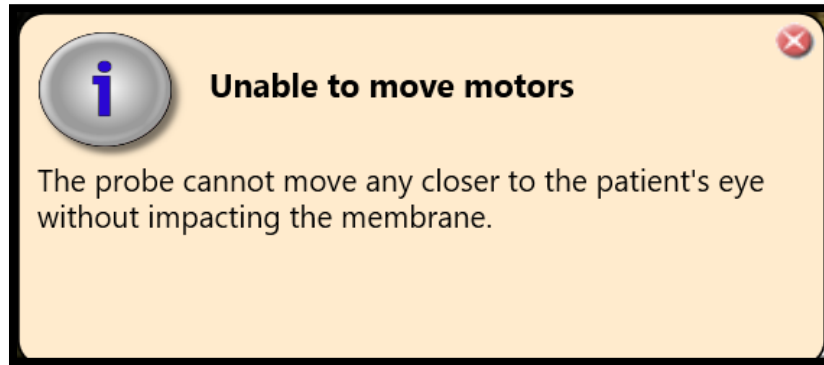 i
Unable to move motors
The probe cannot move any closer to the patient's eye
without impacting the membrane.